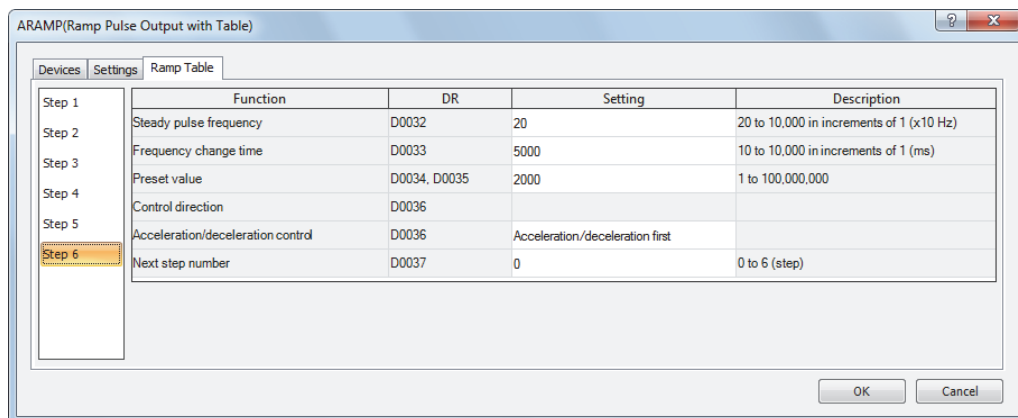 ARAMP(Ramp Pulse Output with Table)
Devices Settings Ramp Table
Step 1
Step 2
Step 3
Step 4
Step 5
Step 6
Function DR Setting Description
Steady pulse frequency D0032 20 20 to 10,000 in increments of 1 (x10 Hz)
Frequency change time D0033 5000 10 to 10,000 in increments of 1 (ms)
Preset value D0034, D0035 2000 1 to 100,000,000
Control direction D0036
Acceleration/deceleration control D0036 Acceleration/deceleration first
Next step number D0037 0 0 to 6 (step)
OK Cancel